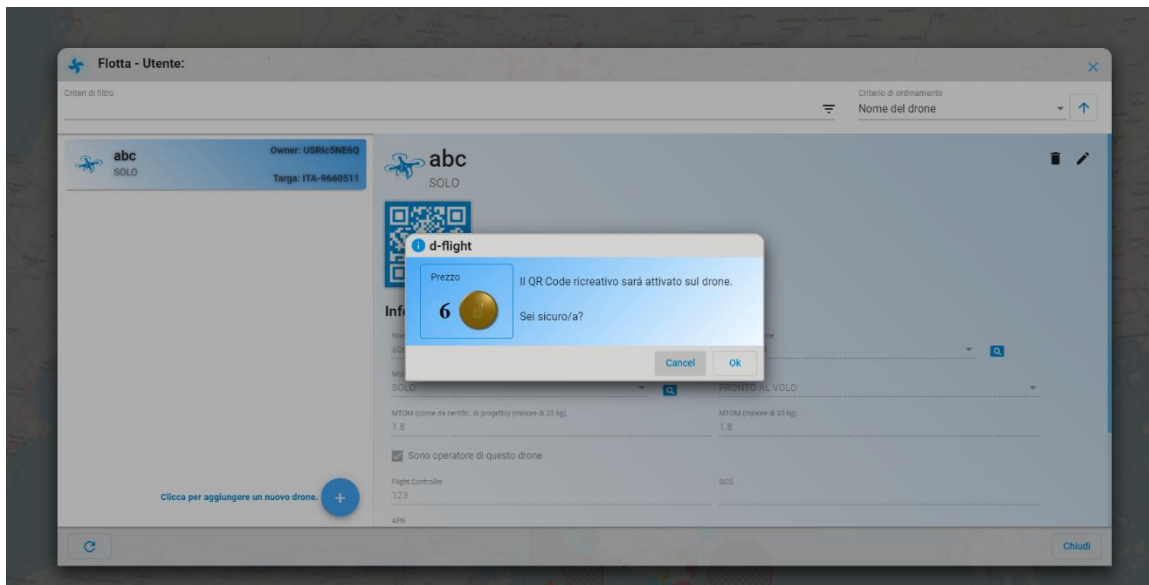 Flotta - Utente:
Criteri di filtro
Criterio di ordinamento
Nome del drone
abc
SOLO
Owner: USRIc5NE6Q
Targa: ITA-9660511
abc
SOLO
d-flight
Prezzo
6
Il QR Code ricreativo sará attivato sul drone.
Sei sicuro/a?
Cancel
Ok
SOLO
PRONTO AL VOLO
MTOM (come da certific. di progetto) (minore di 25 kg)
1.8
MTOM (minore di 25 kg)
1.8
Sono operatore di questo drone
Flight Controller
123
GCS
APR
Clicca per aggiungere un nuovo drone.
Chiudi